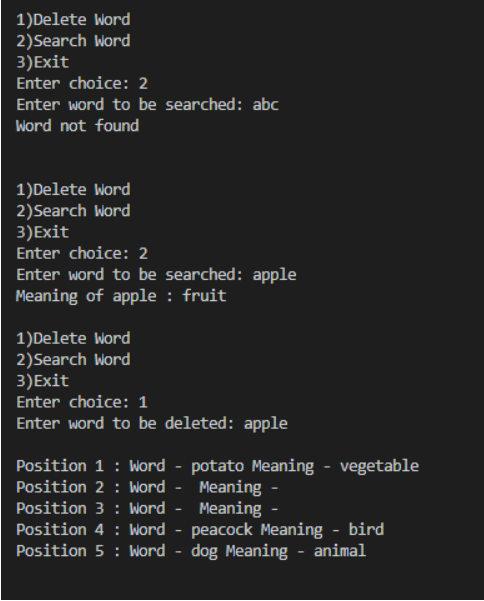 1)Delete Word
2)Search Word
3)Exit
Enter choice: 2
Enter word to be searched: abc
Word not found
1)Delete Word
2)Search Word
3)Exit
Enter choice: 2
Enter word to be searched: apple
Meaning of apple : fruit
1)Delete Word
2)Search Word
3)Exit
Enter choice: 1
Enter word to be deleted: apple
Position 1 : Word - potato Meaning - vegetable
Position 2 : Word -  Meaning -
Position 3 : Word -  Meaning -
Position 4 : Word - peacock Meaning - bird
Position 5 : Word - dog Meaning - animal